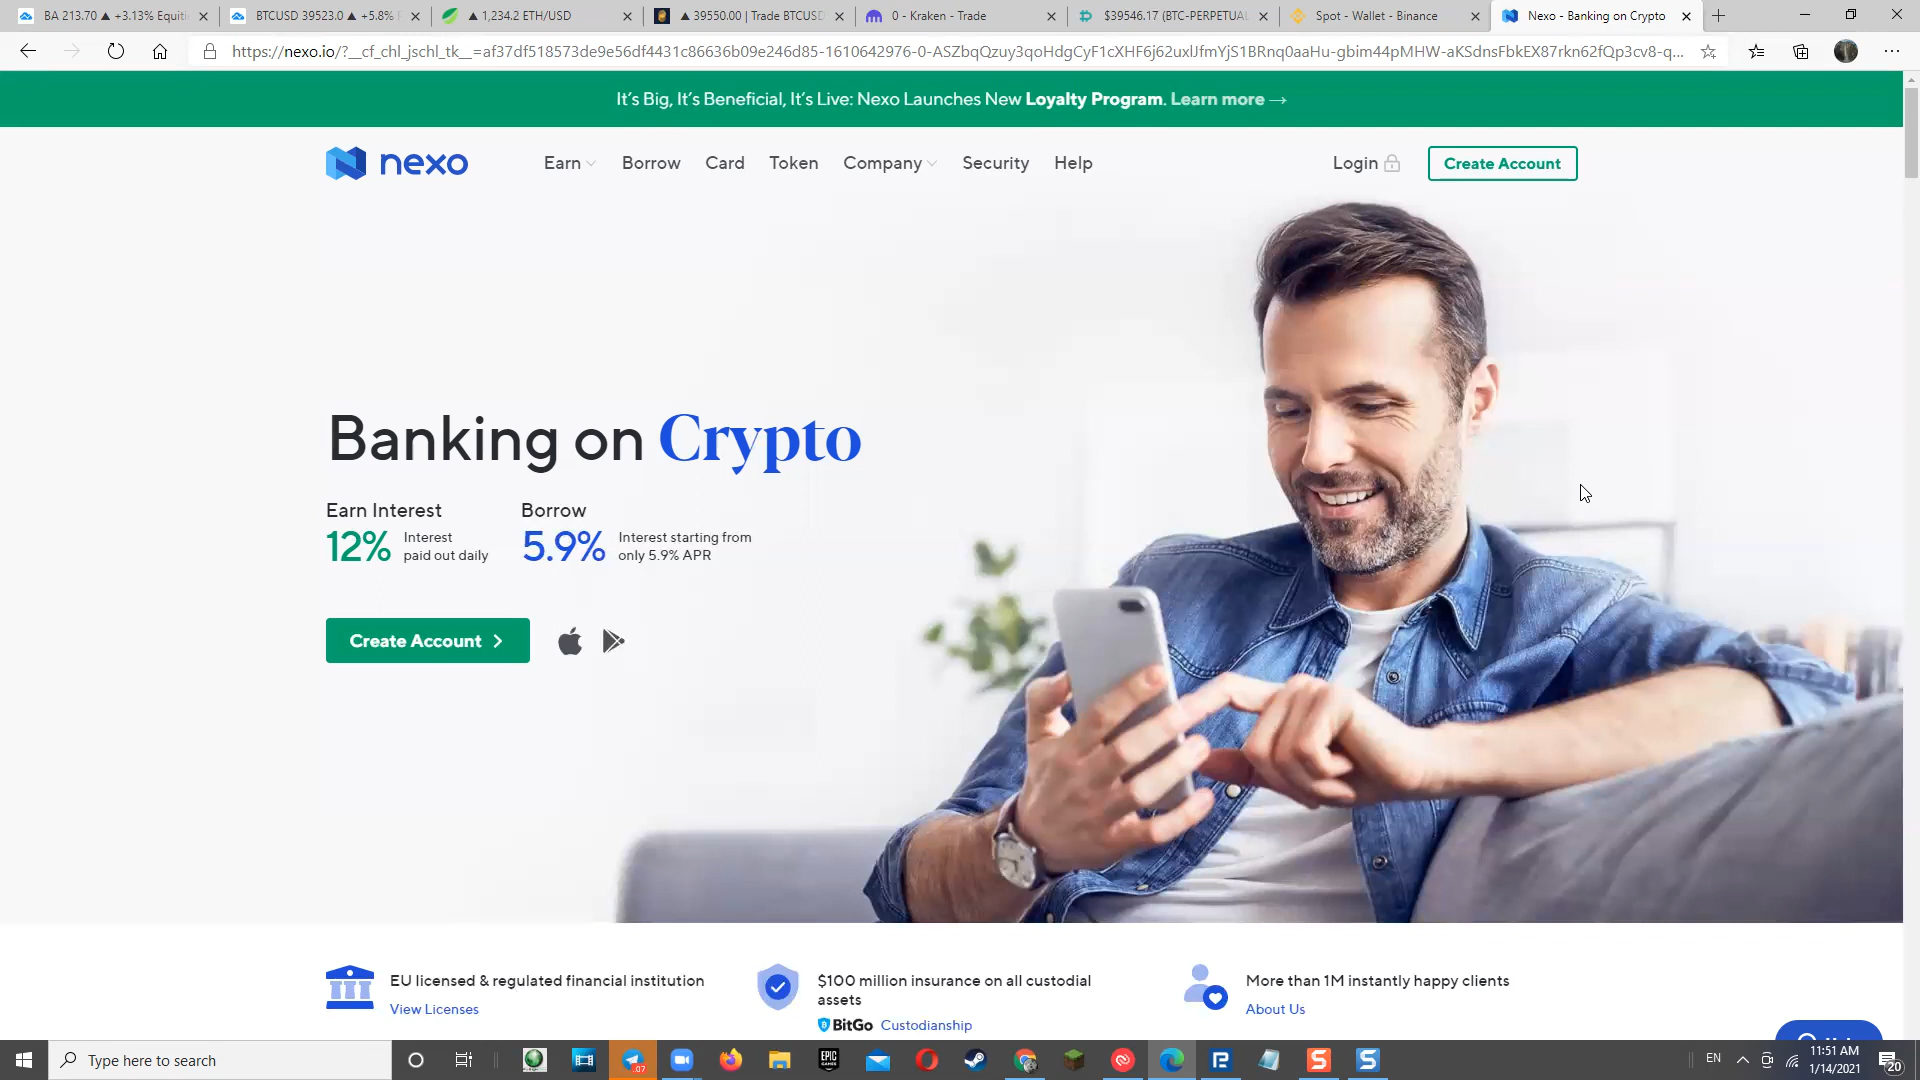 BA 213.70 ▲ +3.13% Equiti
BTCUSD 39523.0 ▲ +5.8%
▲ 1,234.2 ETH/USD
▲ 39550.00 | Trade BTCUSD
0 - Kraken - Trade
$39546.17 (BTC-PERPETUAL
Spot - Wallet - Binance
Nexo - Banking on Crypto
https://nexo.io/?__cf_chl_jschl_tk__=af37df518573de9e56df4431c86636b09e246d85-1610642976-0-ASZbqQzuy3qoHdgCyF1cXHF6j62uxlJfmYjS1BRnq0aaHu-gbim44pMHW-aKSdnsFbkEX87rkn62fQp3cv8-q...
It's Big, It's Beneficial, It's Live: Nexo Launches New Loyalty Program. Learn more →
nexo
Earn
Borrow
Card
Token
Company
Security
Help
Login
Create Account
Banking on Crypto
Earn Interest
12%
Interest
paid out daily
Borrow
5.9%
Interest starting from
only 5.9% APR
Create Account
EU licensed & regulated financial institution
View Licenses
$100 million insurance on all custodial
assets
BitGo Custodianship
More than 1M instantly happy clients
About Us
Type here to search
.07
EPIC
GAMES
EN
11:51 AM
1/14/2021
20